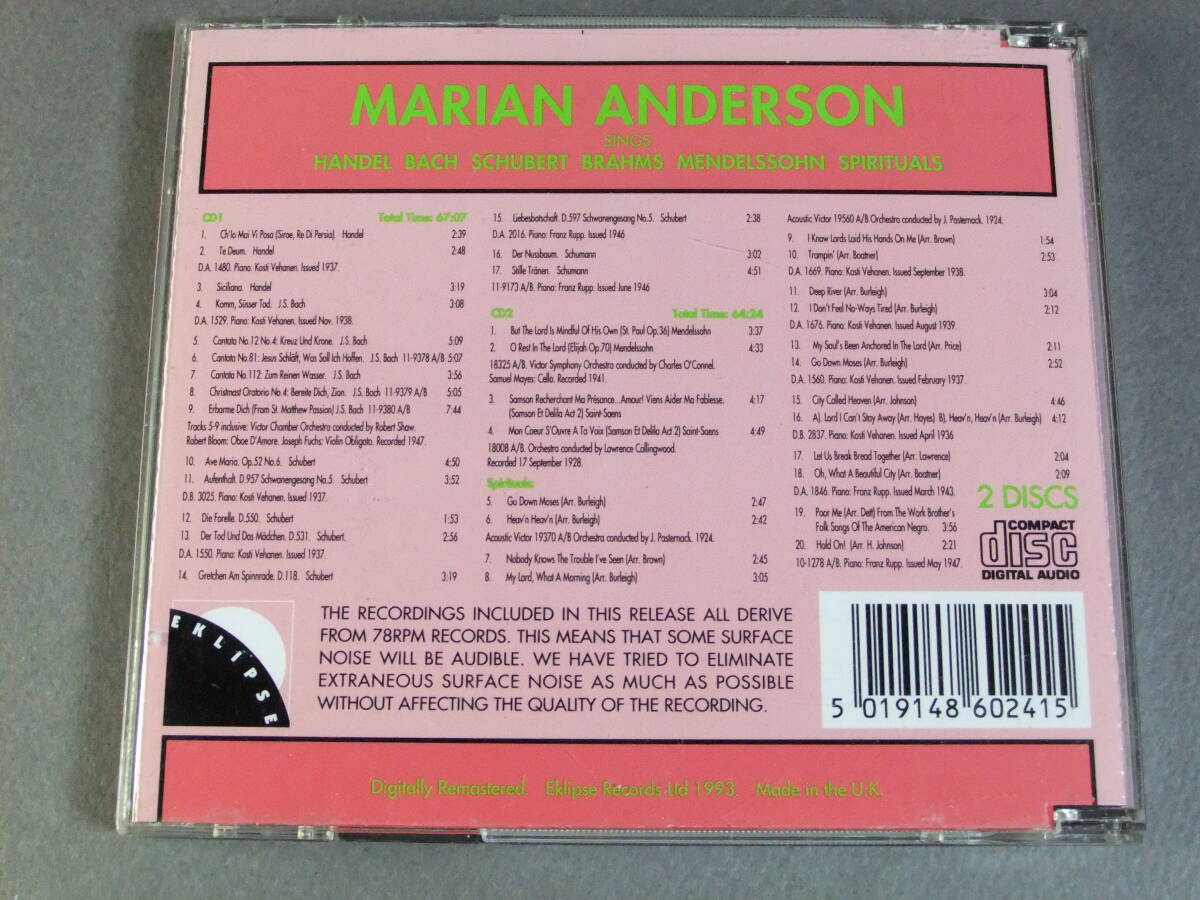 MARIAN ANDERSON
SINGS
HANDEL BACH SCHUBERT BRAHMS MENDELSSOHN SPIRITUALS
CD1 Total Time: 67:07
1. Ch'Io Mai Vi Posa (Siroe, Re Di Persia). Handel 2:39
2. Te Deum. Handel 2:48
D.A. 1480. Piano: Kosti Vehanen. Issued 1937.
3. Siciliana. Handel 3:19
4. Komm, Süsser Tod. J.S. Bach 3:08
D.A. 1529. Piano: Kosti Vehanen. Issued Nov. 1938.
5. Cantata No.12 No.4: Kreuz Und Krone. J.S. Bach 5:09
6. Cantata No.81: Jesus Schläft, Was Soll Ich Hoffen. J.S. Bach 11-9378 A/B 5:07
7. Cantata No.112: Zum Reinen Wasser. J.S. Bach 3:56
8. Christmast Oratorio No.4: Bereite Dich, Zion. J.S. Bach 11-9379 A/B 5:05
9. Erbarme Dich (From St. Matthew Passion) J.S. Bach 11-9380 A/B 7:44
Tracks 5-9 inclusive: Victor Chamber Orchestra conducted by Robert Shaw.
Robert Bloom: Oboe D'Amore. Joseph Fuchs: Violin Obligato. Recorded 1947.
10. Ave Maria. Op.52 No.6. Schubert 4:50
11. Aufenthalt. D.957 Schwanengesang No.5. Schubert 3:52
D.B. 3025. Piano: Kosti Vehanen. Issued 1937.
12. Die Forelle. D.550. Schubert 1:53
13. Der Tod Und Das Mädchen. D.531. Schubert. 2:56
D.A. 1550. Piano: Kosti Vehanen. Issued 1937.
14. Gretchen Am Spinnrade. D.118. Schubert 3:19
15. Liebesbotschaft. D.597 Schwanengesang No.5. Schubert 2:38
D.A. 2016. Piano: Franz Rupp. Issued 1946
16. Der Nussbaum. Schumann 3:02
17. Stille Tränen. Schumann 4:51
11-9173 A/B. Piano: Franz Rupp. Issued June 1946
CD2 Total Time: 64:24
1. But The Lord Is Mindful Of His Own (St. Paul Op.36) Mendelssohn 3:37
2. O Rest In The Lord (Elijah Op.70) Mendelssohn 4:33
18325 A/B. Victor Symphony Orchestra conducted by Charles O'Connel.
Samuel Mayes: Cello. Recorded 1941.
3. Samson Recherchant Ma Présance...Amour! Viens Aider Ma Fablesse. 4:17
(Samson Et Delila Act 2) Saint-Saens
4. Mon Coeur S'Ouvre A Ta Voix (Samson Et Delila Act 2) Saint-Saens 4:49
18008 A/B. Orchestra conducted by Lawrence Collingwood.
Recorded 17 September 1928.
Spirituals:
5. Go Down Moses (Arr. Burleigh) 2:47
6. Heav'n Heav'n (Arr. Burleigh) 2:42
Acoustic Victor 19370 A/B Orchestra conducted by J. Pasternack. 1924.
7. Nobody Knows The Trouble I've Seen (Arr. Brown) 2:45
8. My Lord, What A Morning (Arr. Burleigh) 3:05
Acoustic Victor 19560 A/B Orchestra conducted by J. Pasternack. 1924.
9. I Know Lords Laid His Hands On Me (Arr. Brown) 1:54
10. Trampin' (Arr. Boatner) 2:53
D.A. 1669. Piano: Kosti Vehanen. Issued September 1938.
11. Deep River (Arr. Burleigh) 3:04
12. I Don't Feel No-Ways Tired (Arr. Burleigh) 2:12
D.A. 1676. Piano: Kosti Vehanen. Issued August 1939.
13. My Soul's Been Anchored In The Lord (Arr. Price) 2:11
14. Go Down Moses (Arr. Burleigh) 2:52
D.A. 1560. Piano: Kosti Vehanen. Issued February 1937.
15. City Called Heaven (Arr. Johnson) 4:46
16. A). Lord I Can't Stay Away (Arr. Hayes) B). Heav'n, Heav'n (Arr. Burleigh) 4:12
D.B. 2837. Piano: Kosti Vehanen. Issued April 1936
17. Let Us Break Bread Together (Arr. Lawrence) 2:04
18. Oh, What A Beautiful City (Arr. Boatner) 2:09
D.A. 1846. Piano: Franz Rupp. Issued March 1943.
19. Poor Me (Arr. Dett) From The Work Brother's
Folk Songs Of The American Negro. 3:56
20. Hold On! (Arr. H. Johnson) 2:21
10-1278 A/B. Piano: Franz Rupp. Issued May 1947.
2 DISCS
COMPACT
disc
DIGITAL AUDIO
EKLIPSE
THE RECORDINGS INCLUDED IN THIS RELEASE ALL DERIVE
FROM 78RPM RECORDS. THIS MEANS THAT SOME SURFACE
NOISE WILL BE AUDIBLE. WE HAVE TRIED TO ELIMINATE
EXTRANEOUS SURFACE NOISE AS MUCH AS POSSIBLE
WITHOUT AFFECTING THE QUALITY OF THE RECORDING.
5 019148 602415
Digitally Remastered. Eklipse Records Ltd 1993. Made in the U.K.